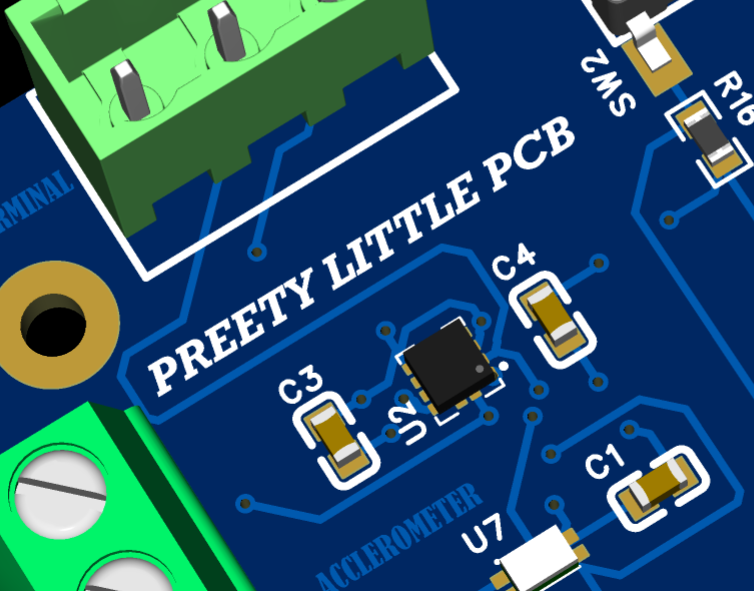 SW2
R16
RMINAL
PREETY LITTLE PCB
C4
C3
U2
C1
ACCLEROMETER
U7